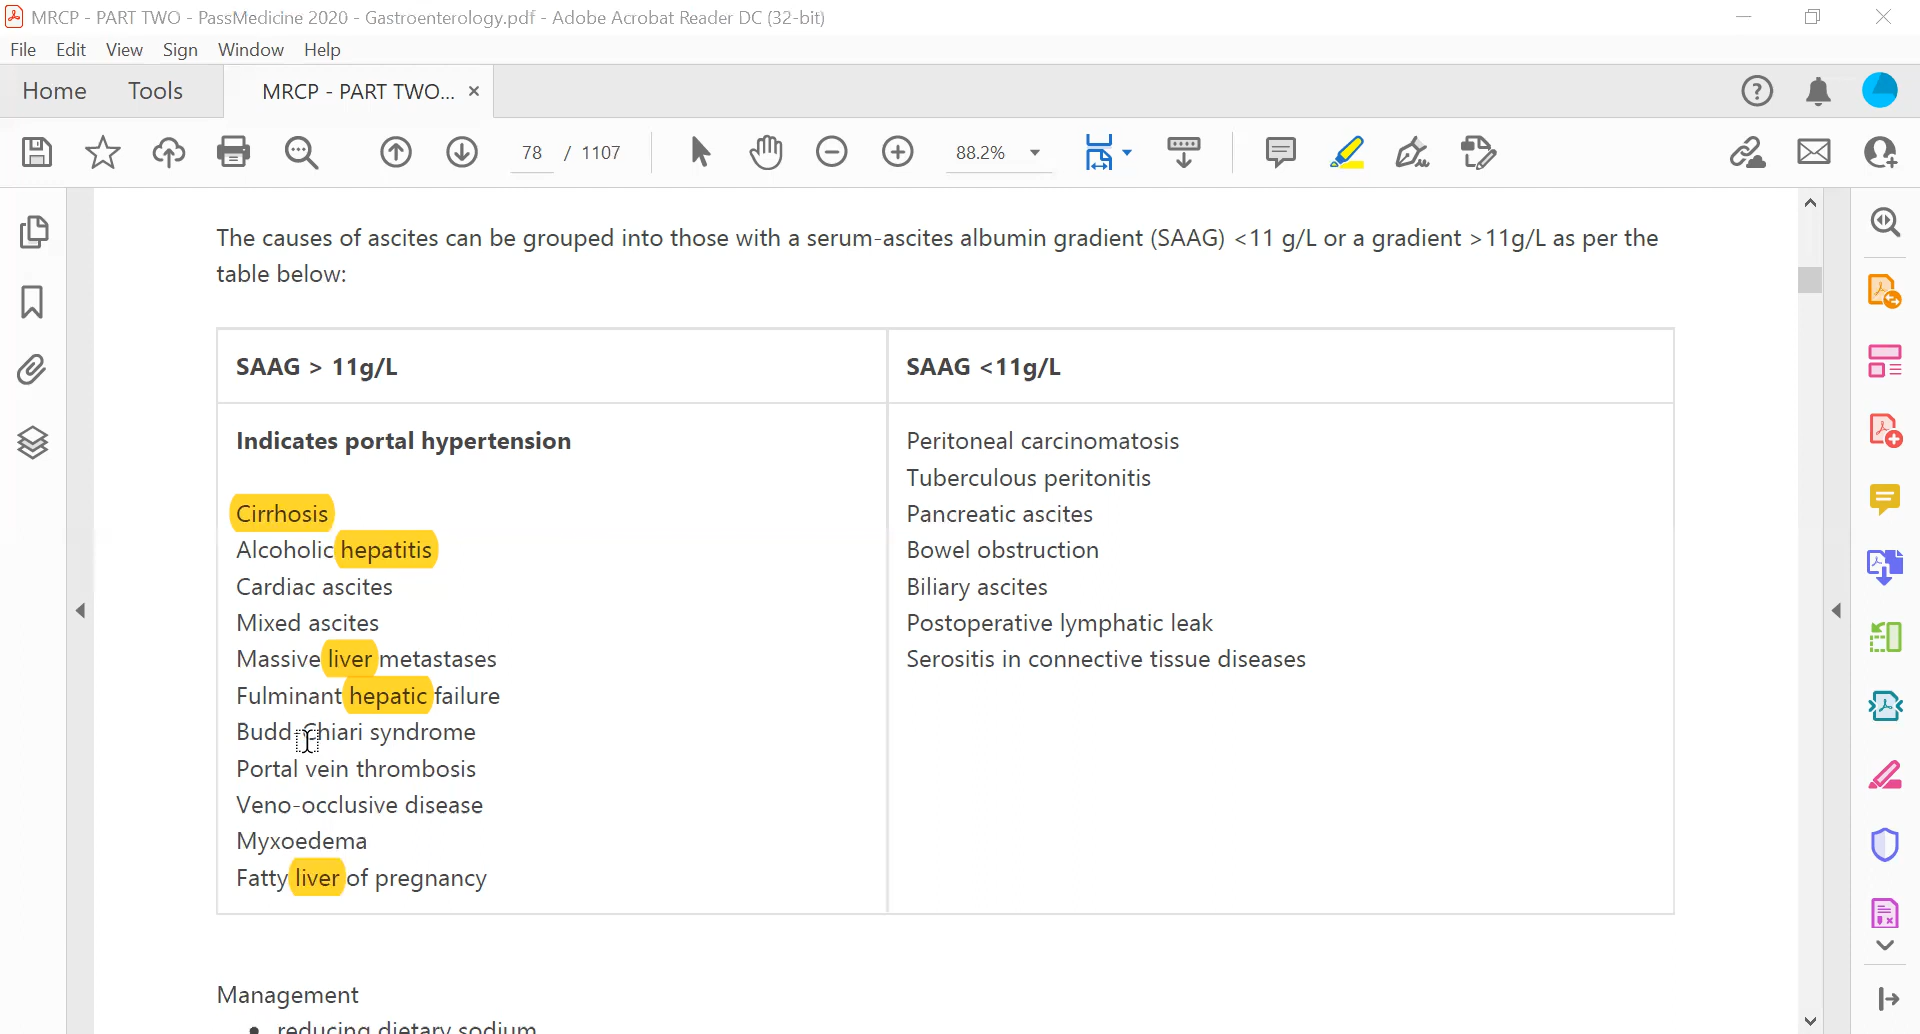 MRCP - PART TWO - PassMedicine 2020 - Gastroenterology.pdf - Adobe Acrobat Reader DC (32-bit)
File Edit View Sign Window Help
Home Tools MRCP - PART TWO... ×
78 / 1107 88.2%
The causes of ascites can be grouped into those with a serum-ascites albumin gradient (SAAG) <11 g/L or a gradient >11g/L as per the
table below:
SAAG > 11g/L
SAAG <11g/L
Indicates portal hypertension
Cirrhosis
Alcoholic hepatitis
Cardiac ascites
Mixed ascites
Massive liver metastases
Fulminant hepatic failure
Budd-Chiari syndrome
Portal vein thrombosis
Veno-occlusive disease
Myxoedema
Fatty liver of pregnancy
Peritoneal carcinomatosis
Tuberculous peritonitis
Pancreatic ascites
Bowel obstruction
Biliary ascites
Postoperative lymphatic leak
Serositis in connective tissue diseases
Management
• reducing dietary sodium